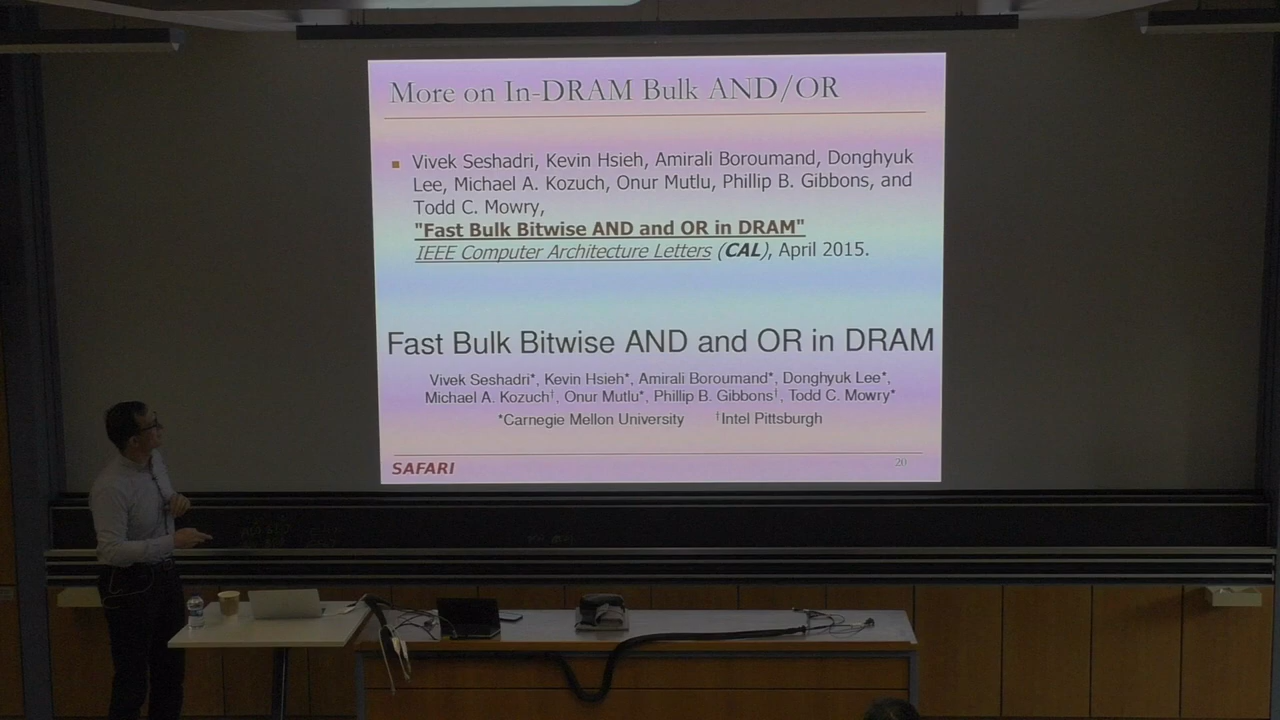 More on In-DRAM Bulk AND/OR
Vivek Seshadri, Kevin Hsieh, Amirali Boroumand, Donghyuk
Lee, Michael A. Kozuch, Onur Mutlu, Phillip B. Gibbons, and
Todd C. Mowry,
"Fast Bulk Bitwise AND and OR in DRAM"
IEEE Computer Architecture Letters (CAL), April 2015.
Fast Bulk Bitwise AND and OR in DRAM
Vivek Seshadri*, Kevin Hsieh*, Amirali Boroumand*, Donghyuk Lee*,
Michael A. Kozuch†, Onur Mutlu*, Phillip B. Gibbons†, Todd C. Mowry*
*Carnegie Mellon University †Intel Pittsburgh
SAFARI
20